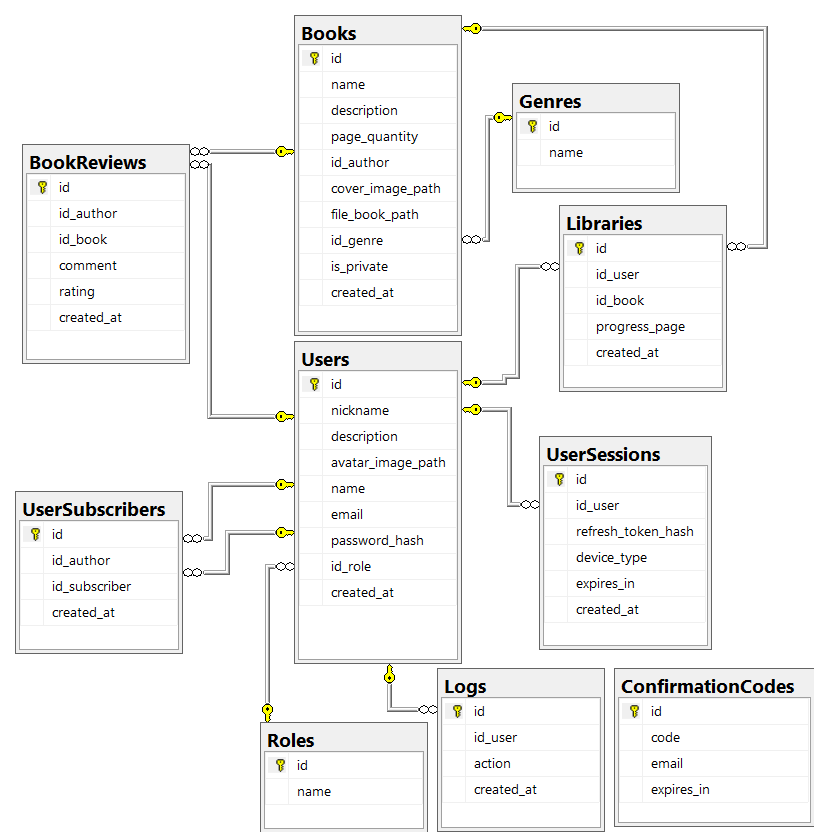 Books
id
name
description
page_quantity
id_author
cover_image_path
file_book_path
id_genre
is_private
created_at
Genres
id
name
BookReviews
id
id_author
id_book
comment
rating
created_at
Libraries
id
id_user
id_book
progress_page
created_at
Users
id
nickname
description
avatar_image_path
name
email
password_hash
id_role
created_at
UserSessions
id
id_user
refresh_token_hash
device_type
expires_in
created_at
UserSubscribers
id
id_author
id_subscriber
created_at
Roles
id
name
Logs
id
id_user
action
created_at
ConfirmationCodes
id
code
email
expires_in